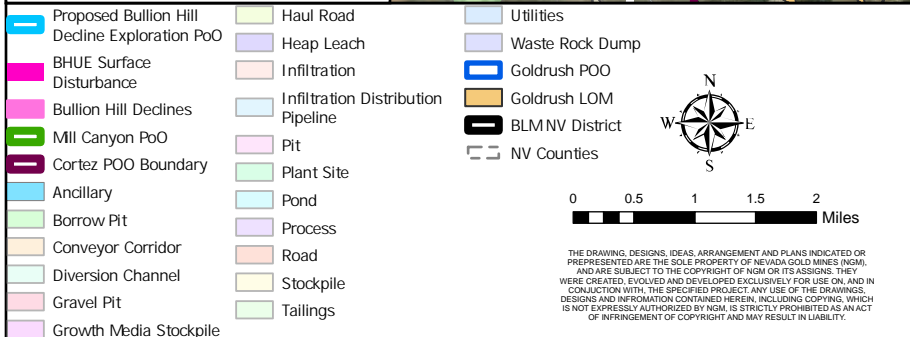 Proposed Bullion Hill
Decline Exploration PoO
BHUE Surface
Disturbance
Bullion Hill Declines
Mill Canyon PoO
Cortez POO Boundary
Ancillary
Borrow Pit
Conveyor Corridor
Diversion Channel
Gravel Pit
Growth Media Stockpile
Haul Road
Heap Leach
Infiltration
Infiltration Distribution
Pipeline
Pit
Plant Site
Pond
Process
Road
Stockpile
Tailings
Utilities
Waste Rock Dump
Goldrush POO
Goldrush LOM
BLM NV District
NV Counties
N
W E
S
0 0.5 1 1.5 2
Miles
THE DRAWING, DESIGNS, IDEAS, ARRANGEMENT AND PLANS INDICATED OR
PREPRESENTED ARE THE SOLE PROPERTY OF NEVADA GOLD MINES (NGM),
AND ARE SUBJECT TO THE COPYRIGHT OF NGM OR ITS ASSIGNS. THEY
WERE CREATED, EVOLVED AND DEVELOPED EXCLUSIVELY FOR USE ON, AND IN
CONJUCTION WITH, THE SPECIFIED PROJECT. ANY USE OF THE DRAWINGS,
DESIGNS AND INFROMATION CONTAINED HEREIN, INCLUDING COPYING, WHICH
IS NOT EXPRESSLY AUTHORIZED BY NGM, IS STRICTLY PROHIBITED AS AN ACT
OF INFRINGEMENT OF COPYRIGHT AND MAY RESULT IN LIABILITY.